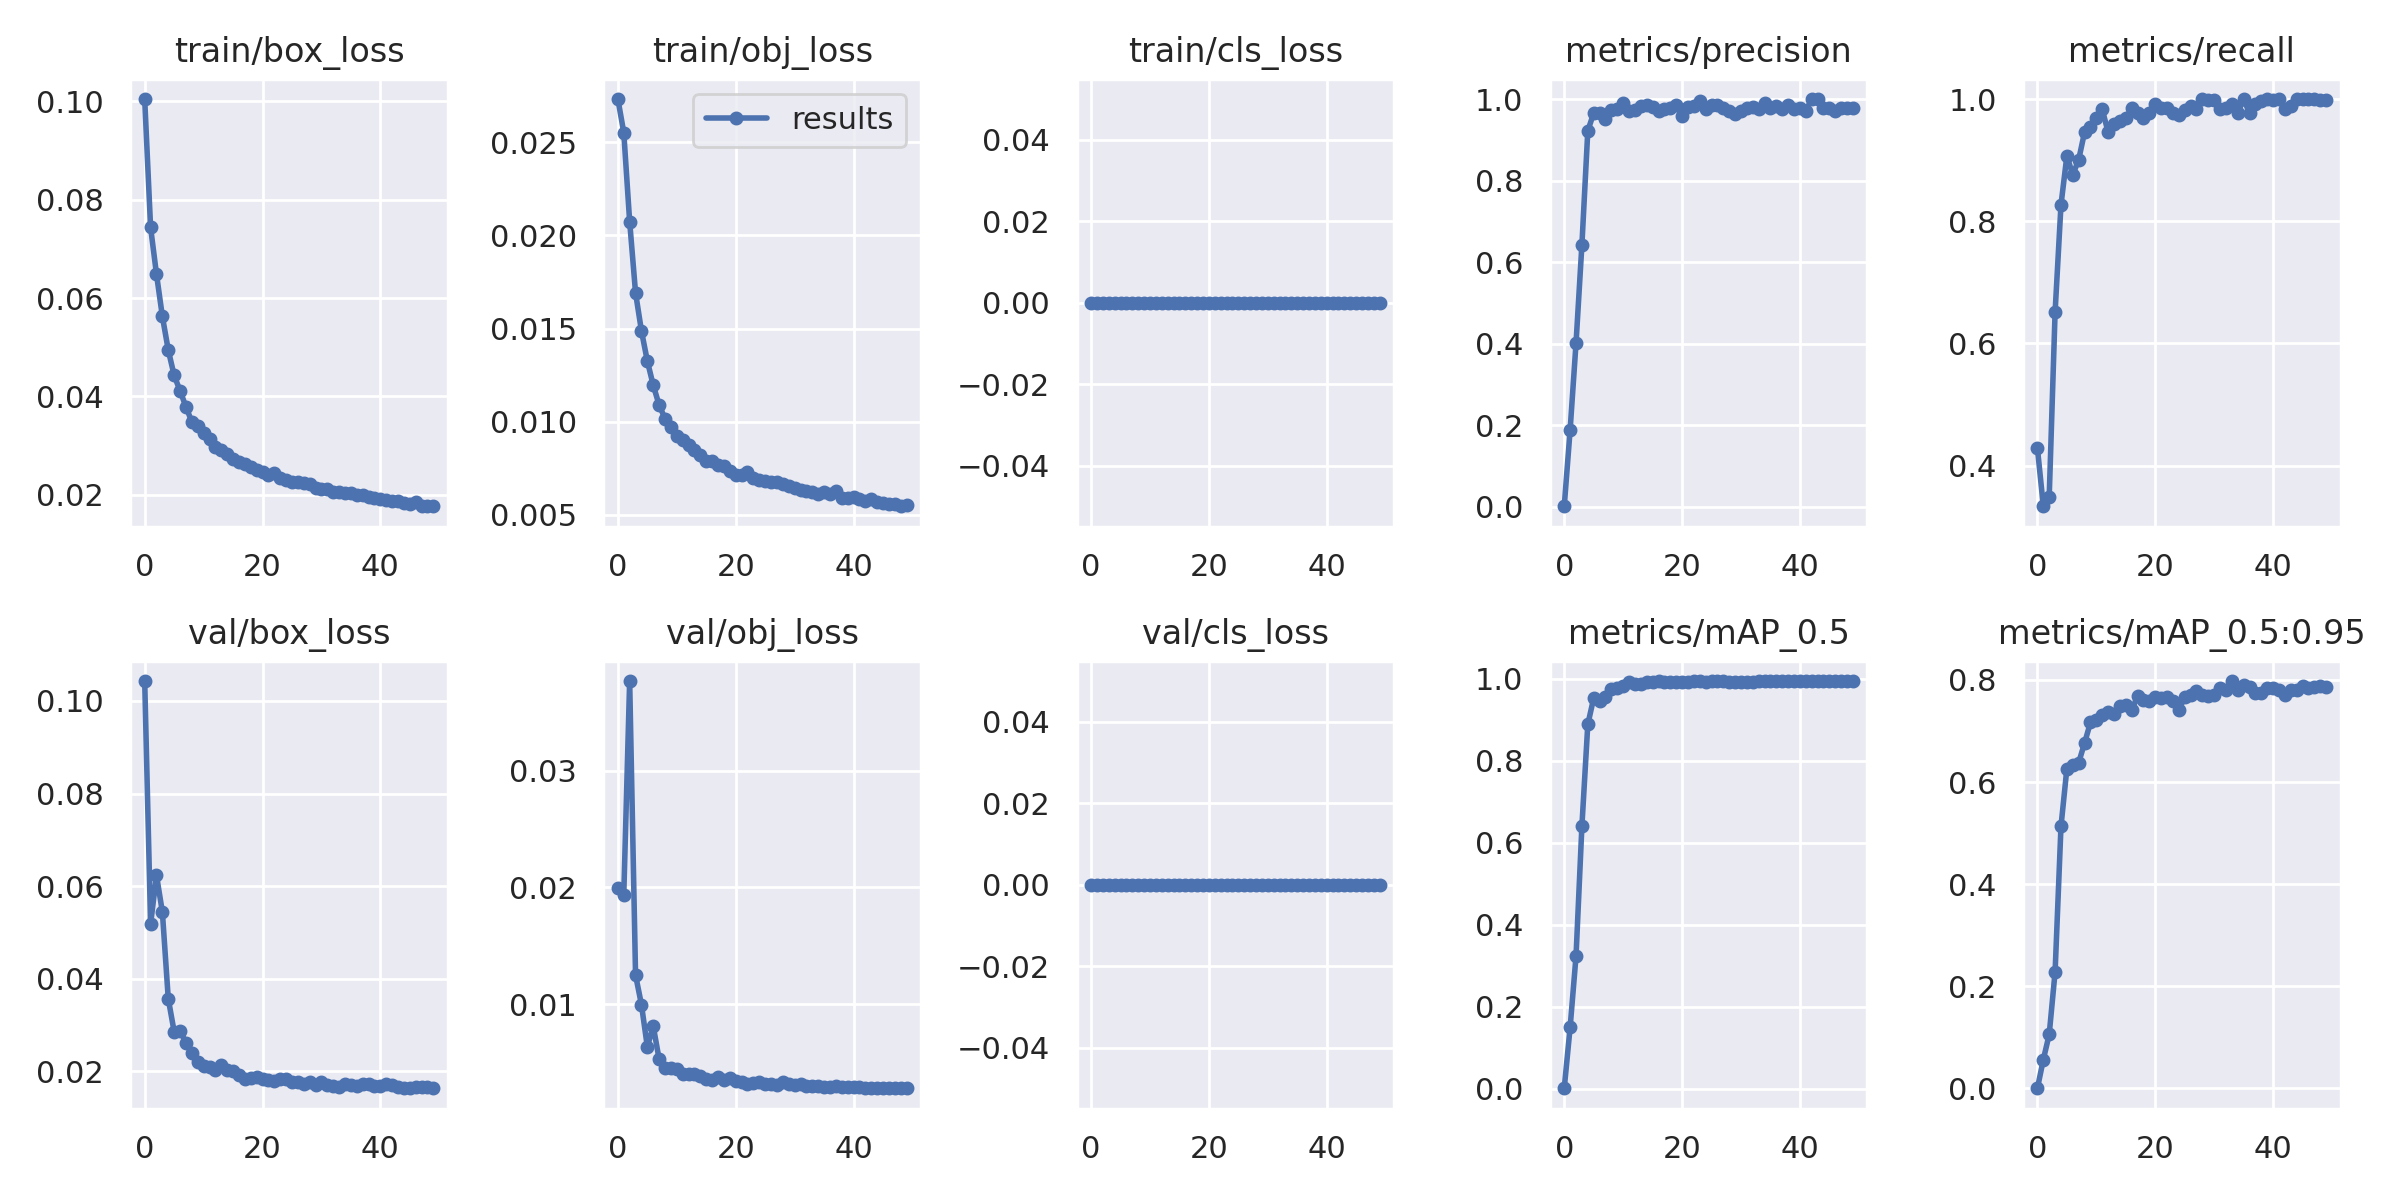 train/box_loss
train/obj_loss
train/cls_loss
metrics/precision
metrics/recall
0.10
0.08
0.06
0.04
0.02
0 20 40
results
0.025
0.020
0.015
0.010
0.005
0 20 40
0.04
0.02
0.00
−0.02
−0.04
0 20 40
1.0
0.8
0.6
0.4
0.2
0.0
0 20 40
1.0
0.8
0.6
0.4
0 20 40
val/box_loss
val/obj_loss
val/cls_loss
metrics/mAP_0.5
metrics/mAP_0.5:0.95
0.10
0.08
0.06
0.04
0.02
0 20 40
0.03
0.02
0.01
0 20 40
0.04
0.02
0.00
−0.02
−0.04
0 20 40
1.0
0.8
0.6
0.4
0.2
0.0
0 20 40
0.8
0.6
0.4
0.2
0.0
0 20 40